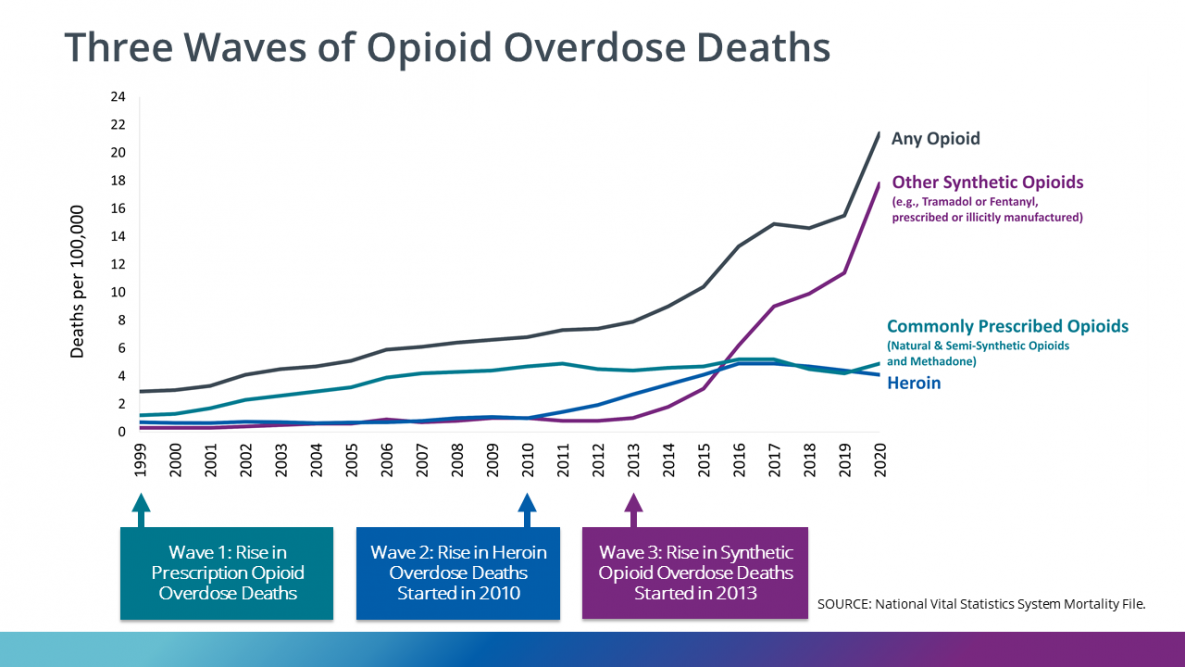 Three Waves of Opioid Overdose Deaths
Deaths per 100,000
24
22
20
18
16
14
12
10
8
6
4
2
0
1999
2000
2001
2002
2003
2004
2005
2006
2007
2008
2009
2010
2011
2012
2013
2014
2015
2016
2017
2018
2019
2020
Any Opioid
Other Synthetic Opioids
(e.g., Tramadol or Fentanyl,
prescribed or illicitly manufactured)
Commonly Prescribed Opioids
(Natural & Semi-Synthetic Opioids
and Methadone)
Heroin
Wave 1: Rise in
Prescription Opioid
Overdose Deaths
Wave 2: Rise in Heroin
Overdose Deaths
Started in 2010
Wave 3: Rise in Synthetic
Opioid Overdose Deaths
Started in 2013
SOURCE: National Vital Statistics System Mortality File.